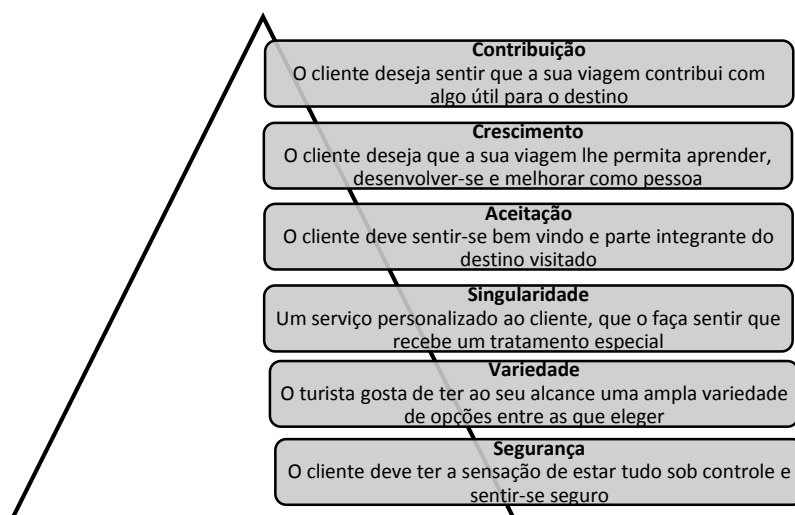 Contribuição
O cliente deseja sentir que a sua viagem contribui com
algo útil para o destino
Crescimento
O cliente deseja que a sua viagem lhe permita aprender,
desenvolver-se e melhorar como pessoa
Aceitação
O cliente deve sentir-se bem vindo e parte integrante do
destino visitado
Singularidade
Um serviço personalizado ao cliente, que o faça sentir que
recebe um tratamento especial
Variedade
O turista gosta de ter ao seu alcance uma ampla variedade
de opções entre as que eleger
Segurança
O cliente deve ter a sensação de estar tudo sob controle e
sentir-se seguro